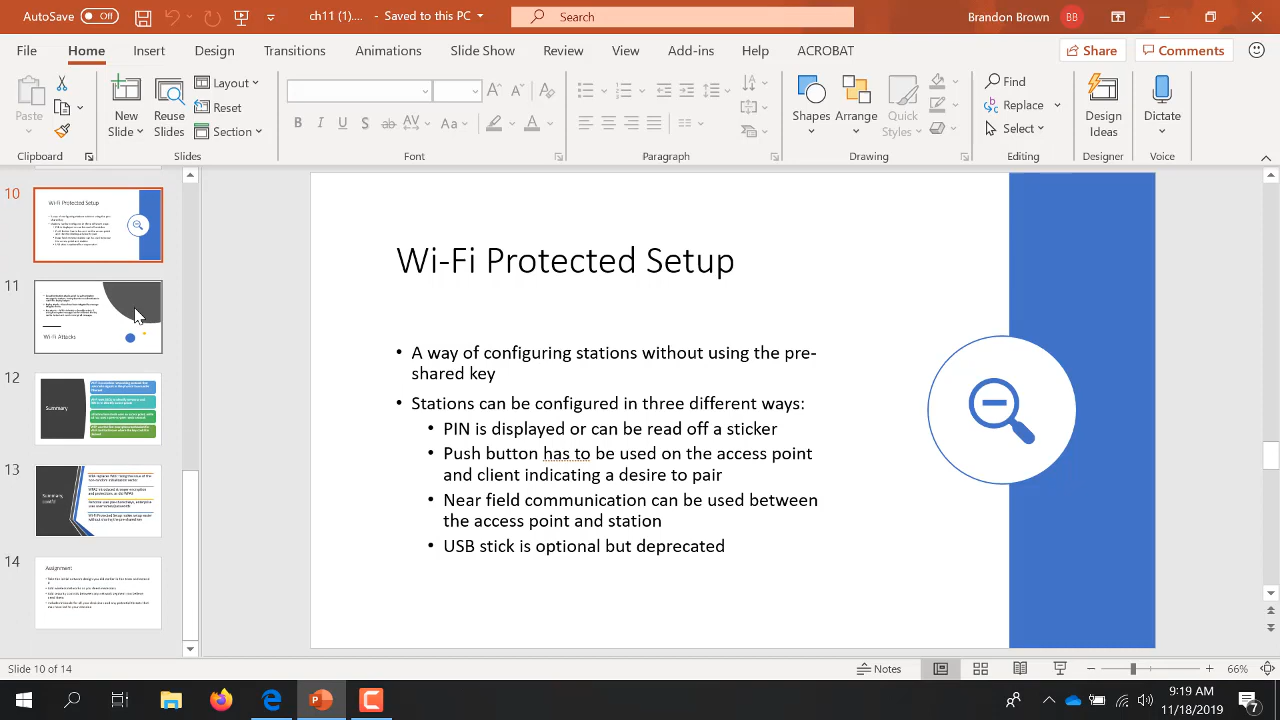 AutoSave Off ch11 (1).... - Saved to this PC Search Brandon Brown BB
File Home Insert Design Transitions Animations Slide Show Review View Add-ins Help ACROBAT Share Comments
Paste
New Slide
Reuse Slides
Layout
Reset
Section
B I U S ab AV Aa A
Shapes
Arrange
Quick Styles
Find
Replace
Select
Design Ideas
Dictate
Clipboard Slides Font Paragraph Drawing Editing Designer Voice
10
Wi-Fi Protected Setup
11
Wi-Fi Attacks
12
Summary
13
Summary
14
Assignment
Wi-Fi Protected Setup
• A way of configuring stations without using the pre-
shared key
• Stations can be configured in three different ways:
• PIN is displayed or can be read off a sticker
• Push button has to be used on the access point
and client indicating a desire to pair
• Near field communication can be used between
the access point and station
• USB stick is optional but deprecated
Slide 10 of 14 Notes 66%
9:19 AM
11/18/2019
7